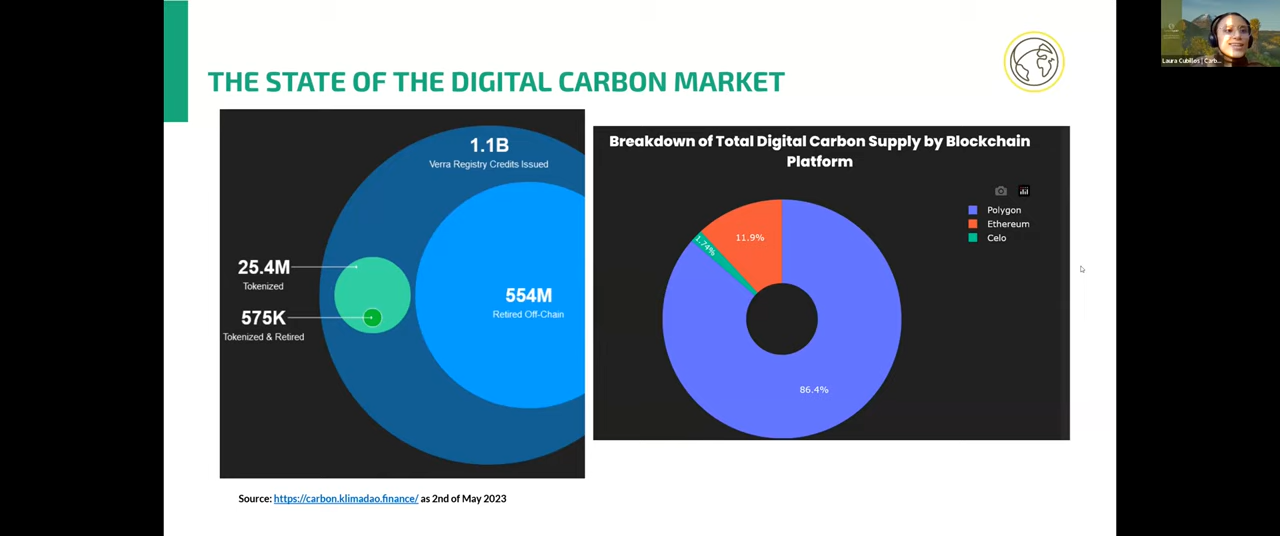 THE STATE OF THE DIGITAL CARBON MARKET
1.1B
Verra Registry Credits Issued
25.4M
Tokenized
575K
Tokenized & Retired
554M
Retired Off-Chain
Breakdown of Total Digital Carbon Supply by Blockchain
Platform
Polygon
Ethereum
Celo
11.9%
1.74%
86.4%
Source: https://carbon.klimadao.finance/ as 2nd of May 2023
Laura Cubillos | Carb...